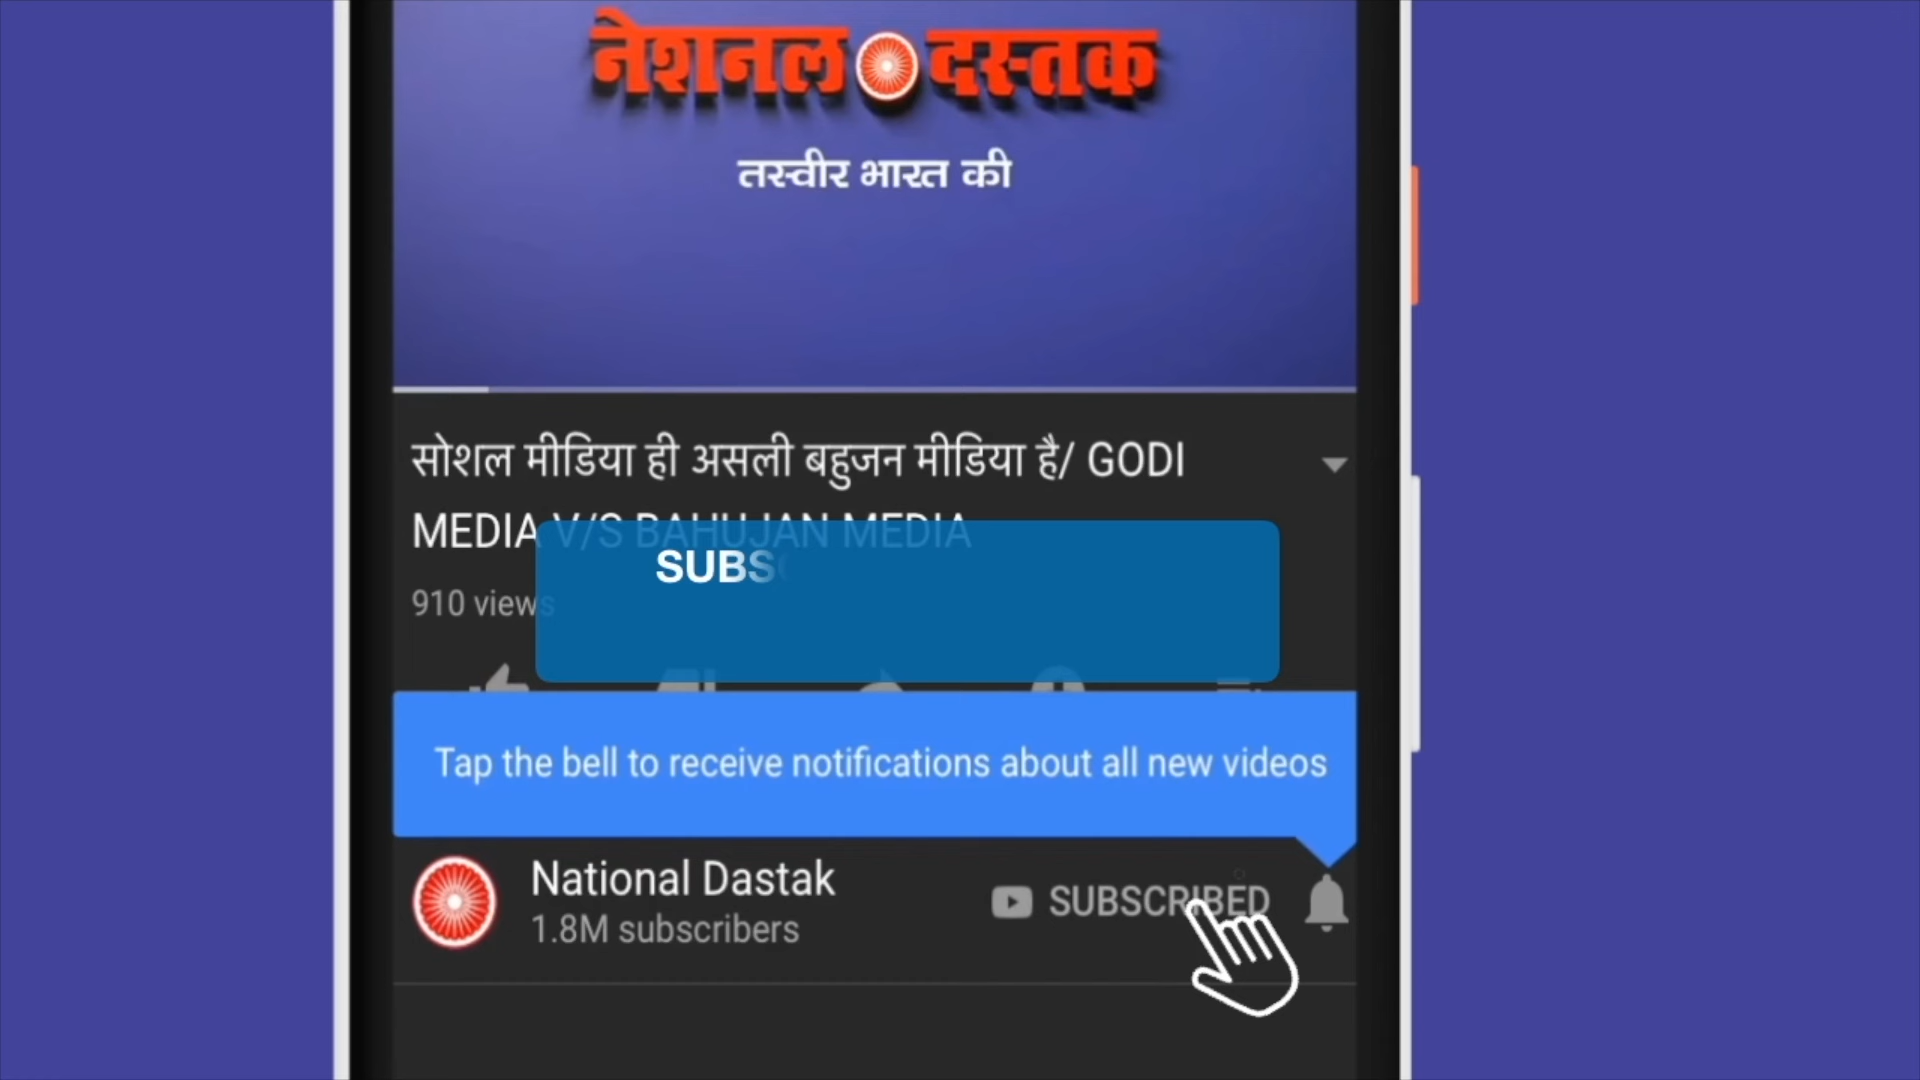 नेशनल दस्तक
तस्वीर भारत की
सोशल मीडिया ही असली बहुजन मीडिया है/ GODI
MEDIA V/S BAHUJAN MEDIA
SUBS
910 views
Tap the bell to receive notifications about all new videos
National Dastak
SUBSCRIBED
1.8M subscribers